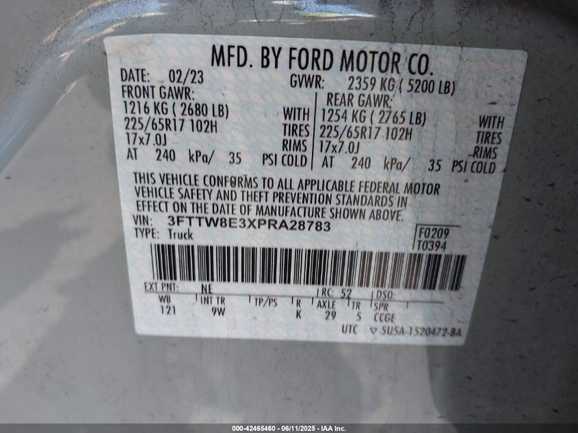 MFD. BY FORD MOTOR CO.
DATE: 02/23 GVWR: 2359 KG ( 5200 LB)
FRONT GAWR: REAR GAWR:
1216 KG ( 2680 LB) WITH 1254 KG ( 2765 LB) WITH
225/65R17 102H TIRES 225/65R17 102H TIRES
17x7.0J RIMS 17x7.0J RIMS
AT 240 kPa/ 35 PSI COLD AT 240 kPa/ 35 PSI COLD
THIS VEHICLE CONFORMS TO ALL APPLICABLE FEDERAL MOTOR
VEHICLE SAFETY AND THEFT PREVENTION STANDARDS IN
EFFECT ON THE DATE OF MANUFACTURE SHOWN ABOVE.
VIN: 3FTTW8E3XPRA28783
TYPE: Truck F0209
T0394
EXT PNT: NE RC: 52 DSO:
WB INT TR TP/PS R AXLE TR SPR
121 9W K 29 5 CCGE
UTC ▽ SU5A-1520472-BA
000-42465460 - 06/11/2025 - IAA Inc.